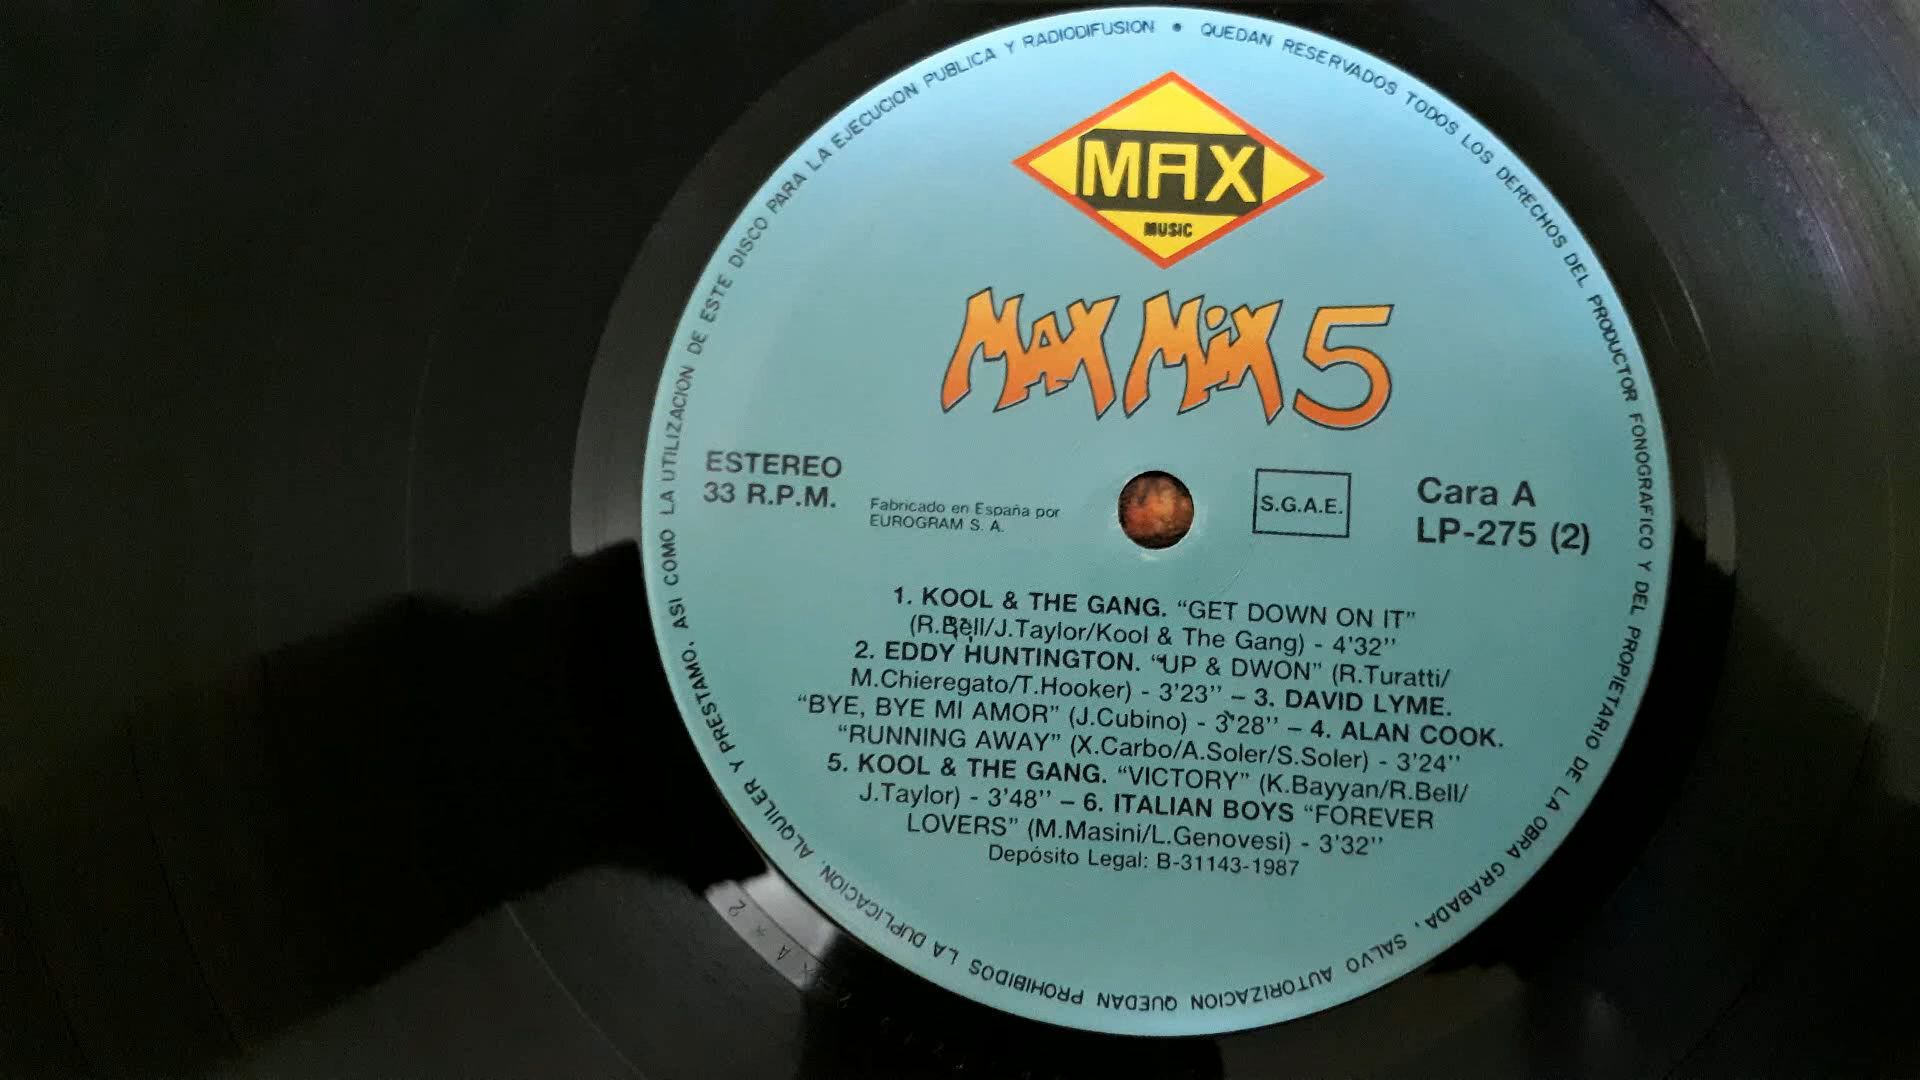 QUEDAN RESERVADOS TODOS LOS DERECHOS DEL PRODUCTOR FONOGRAFICO Y DEL PROPIETARIO DE LA OBRA GRABADA, SALVO AUTORIZACION QUEDAN PROHIBIDOS LA DUPLICACION, ALQUILER Y PRESTAMO, ASI COMO LA UTILIZACION DE ESTE DISCO PARA LA EJECUCION PUBLICA Y RADIODIFUSION •
MAX
MUSIC
MAX MIX 5
ESTEREO
33 R.P.M.
Fabricado en España por
EUROGRAM S. A.
S.G.A.E.
Cara A
LP-275 (2)
1. KOOL & THE GANG. “GET DOWN ON IT”
(R.Bell/J.Taylor/Kool & The Gang) - 4'32''
2. EDDY HUNTINGTON. “UP & DWON” (R.Turatti/
M.Chieregato/T.Hooker) - 3'23'' – 3. DAVID LYME.
“BYE, BYE MI AMOR” (J.Cubino) - 3'28'' – 4. ALAN COOK.
“RUNNING AWAY” (X.Carbo/A.Soler/S.Soler) - 3'24''
5. KOOL & THE GANG. “VICTORY” (K.Bayyan/R.Bell/
J.Taylor) - 3'48'' – 6. ITALIAN BOYS “FOREVER
LOVERS” (M.Masini/L.Genovesi) - 3'32''
Depósito Legal: B-31143-1987